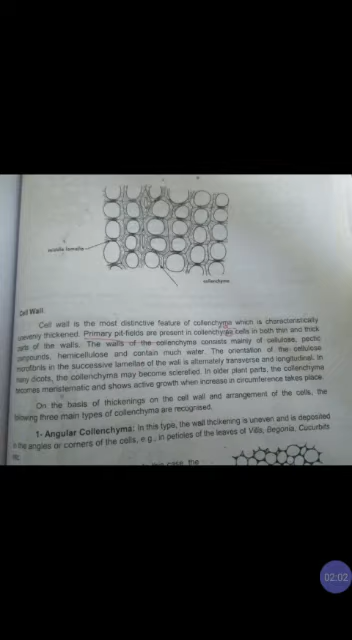 middle lamella
collenchyma
Cell Wall:
Cell wall is the most distinctive feature of collenchyma which is characteristically
unevenly thickened. Primary pit-fields are present in collenchyma cells in both thin and thick
parts of the walls. The walls of the collenchyma consists mainly of cellulose, pectic
compounds, hemicellulose and contain much water. The orientation of the cellulose
microfibrils in the successive lamellae of the wall is alternately transverse and longitudinal. In
many dicots, the collenchyma may become sclerified. In older plant parts, the collenchyma
becomes meristematic and shows active growth when increase in circumference takes place.
On the basis of thickenings on the cell wall and arrangement of the cells, the
following three main types of collenchyma are recognised.
1- Angular Collenchyma: In this type, the wall thickening is uneven and is deposited
in the angles or corners of the cells, e.g., in petioles of the leaves of Vitis, Begonia, Cucurbits
etc.
this case, the
02:02